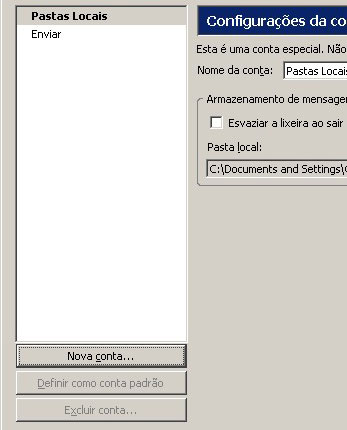 Pastas Locais
Enviar
Nova conta...
Definir como conta padrão
Excluir conta...
Configurações da co
Esta é uma conta especial. Não
Nome da conta: Pastas Locais
Armazenamento de mensagen
Esvaziar a lixeira ao sair
Pasta local:
C:\Documents and Settings\